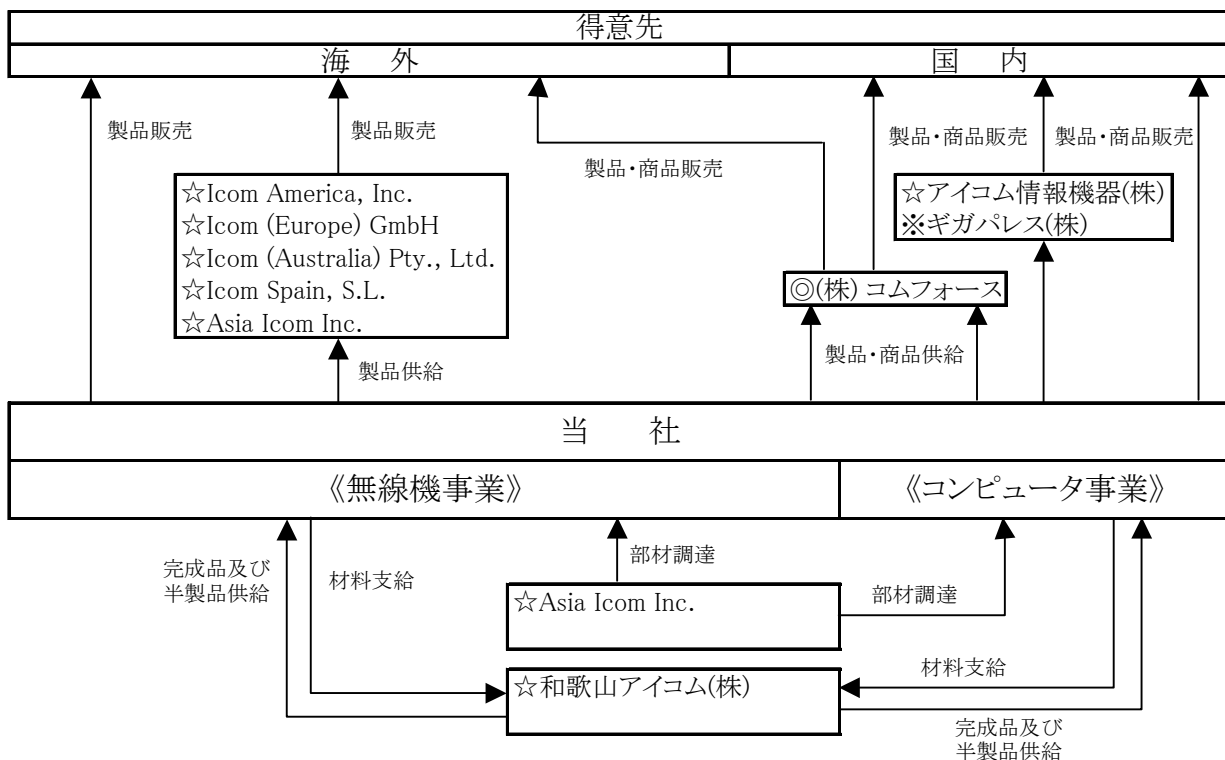 得意先
海　外
国　内
製品販売
製品販売
製品・商品販売
製品・商品販売
製品・商品販売
☆Icom America, Inc.
☆Icom (Europe) GmbH
☆Icom (Australia) Pty., Ltd.
☆Icom Spain, S.L.
☆Asia Icom Inc.
☆アイコム情報機器(株)
※ギガパレス(株)
◎(株) コムフォース
製品供給
製品・商品供給
当　社
《無線機事業》
《コンピュータ事業》
完成品及び
半製品供給
材料支給
部材調達
☆Asia Icom Inc.
部材調達
☆和歌山アイコム(株)
材料支給
完成品及び
半製品供給